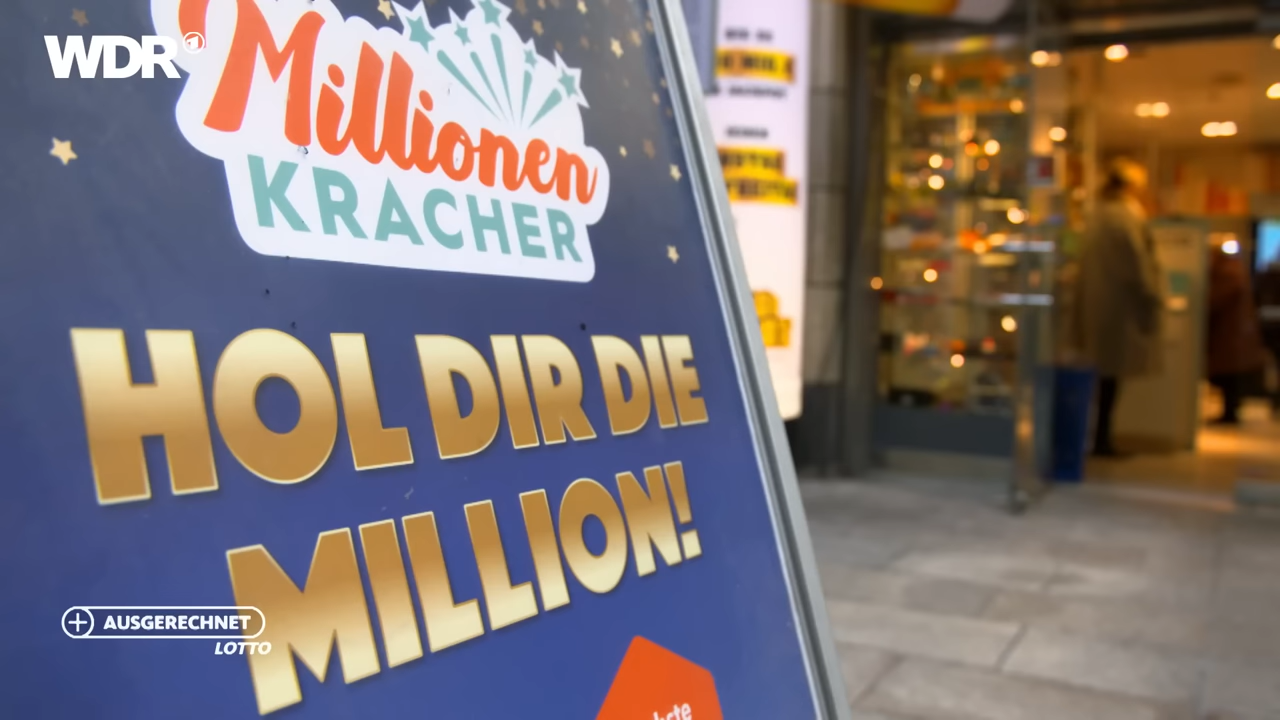 WDR
Millionen
KRACHER
HOL DIR DIE
MILLION!
AUSGERECHNET
LOTTO